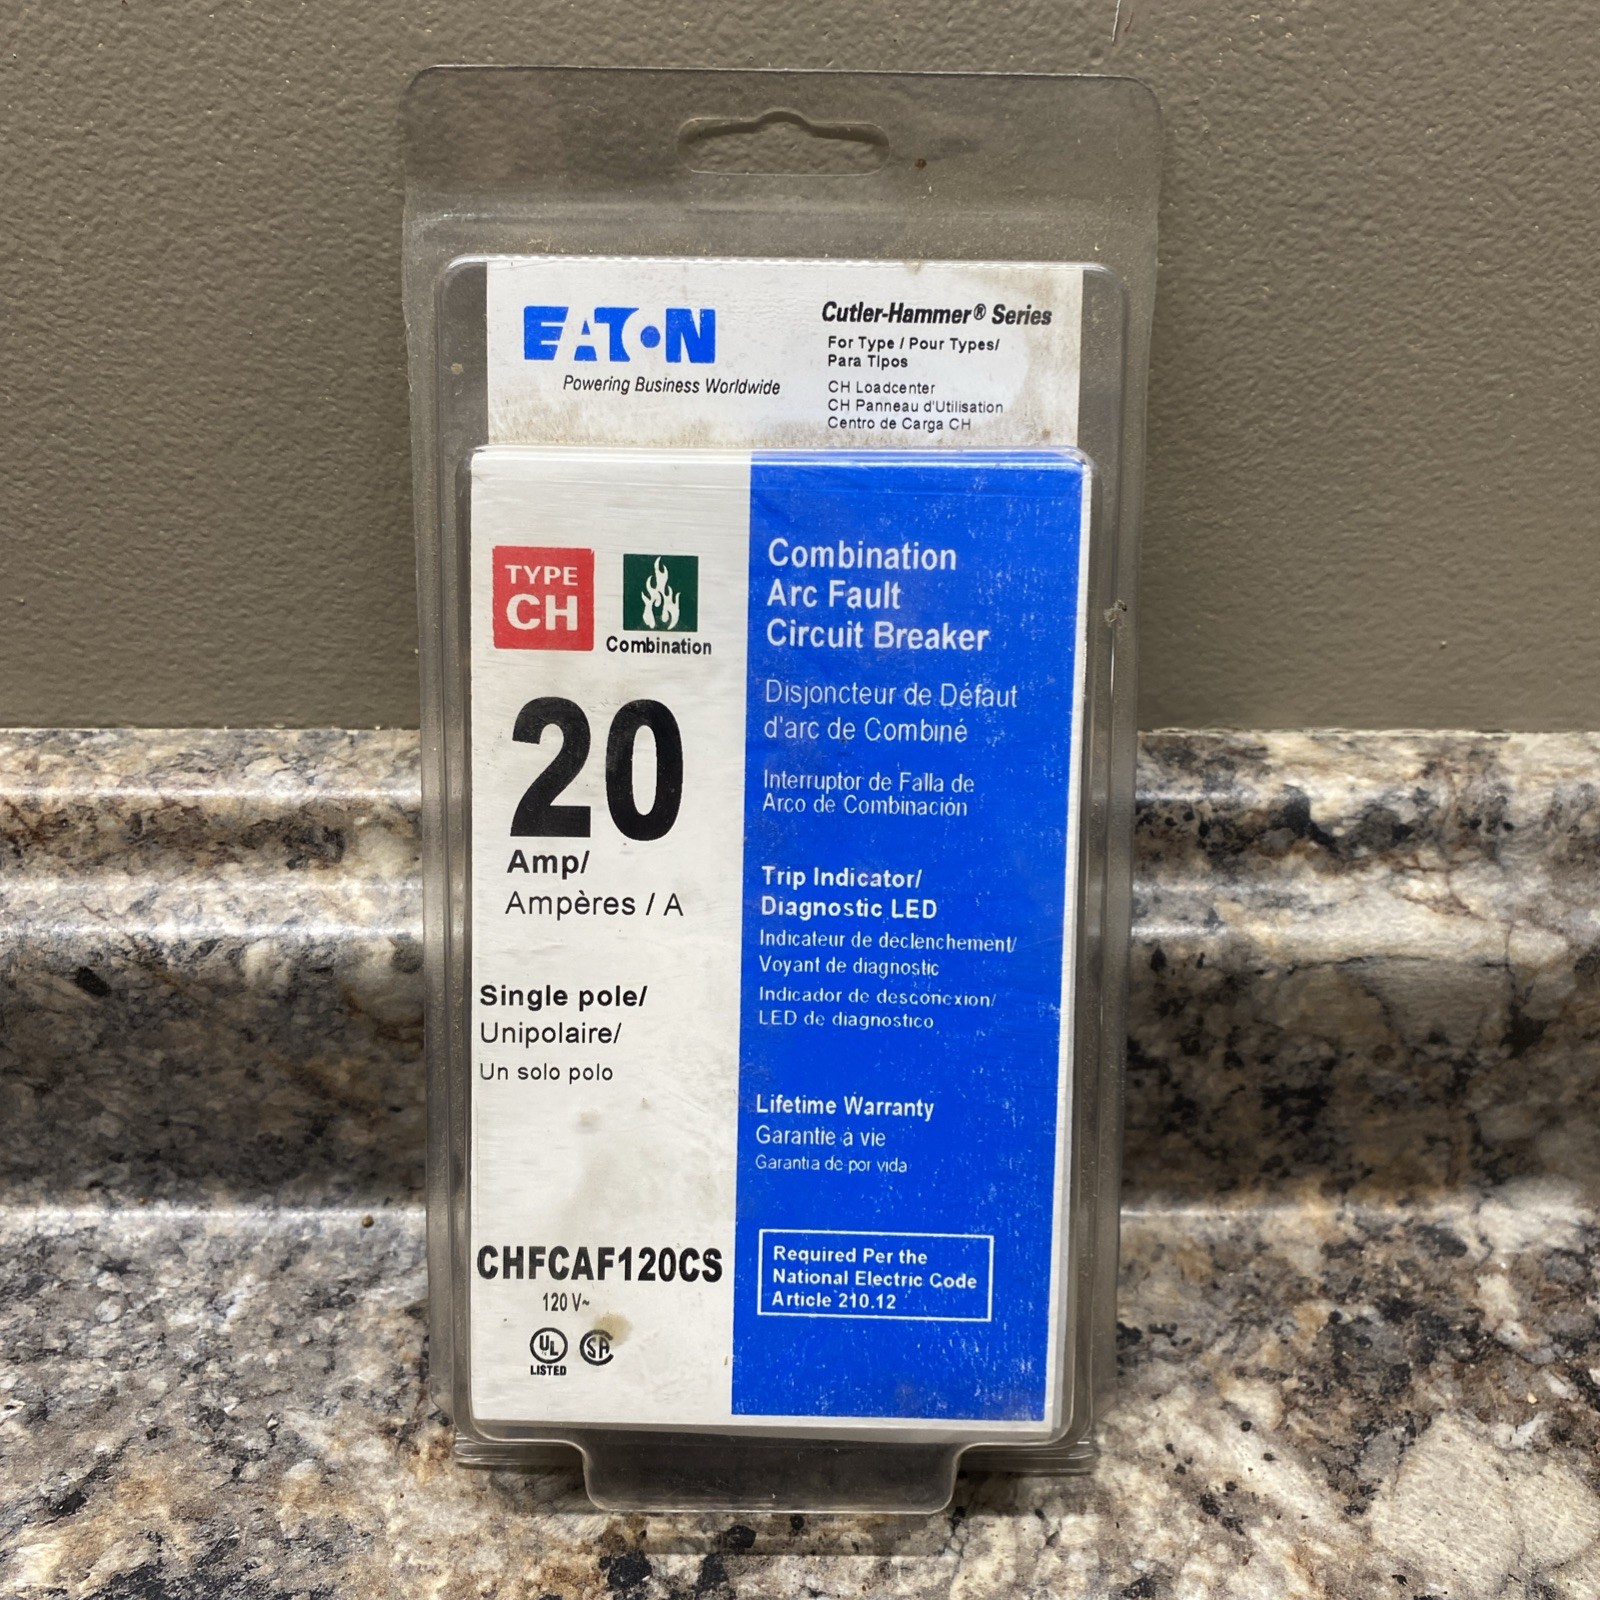 EATON
Powering Business Worldwide
Cutler-Hammer® Series
For Type / Pour Types/
Para Tipos
CH Loadcenter
CH Panneau d'Utilisation
Centro de Carga CH
TYPE
CH
Combination
20
Amp/
Ampères / A
Single pole/
Unipolaire/
Un solo polo
CHFCAF120CS
120 V~
UL
LISTED
SA
Combination
Arc Fault
Circuit Breaker
Disjoncteur de Défaut
d'arc de Combiné
Interruptor de Falla de
Arco de Combinación
Trip Indicator/
Diagnostic LED
Indicateur de déclenchement/
Voyant de diagnostic
Indicador de desconexion/
LED de diagnostico
Lifetime Warranty
Garantie à vie
Garantia de por vida
Required Per the
National Electric Code
Article 210.12